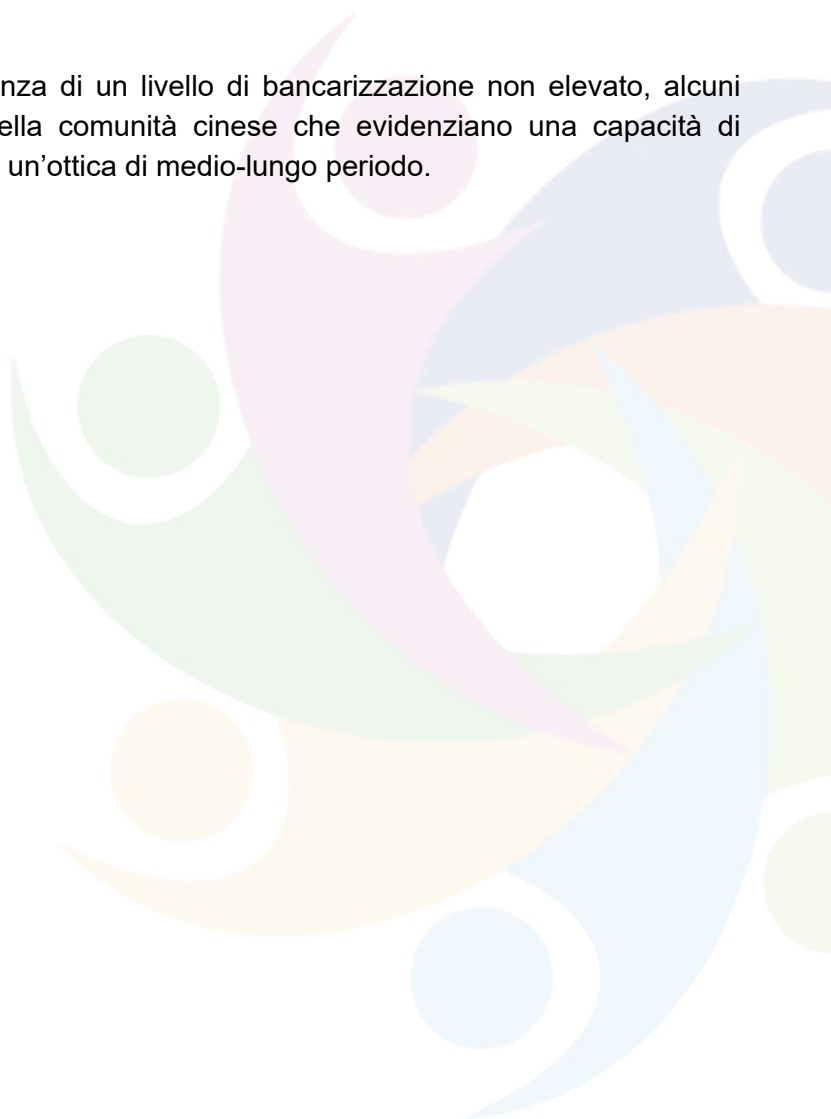 nza di un livello di bancarizzazione non elevato, alcuni
ella comunità cinese che evidenziano una capacità di
un'ottica di medio-lungo periodo.